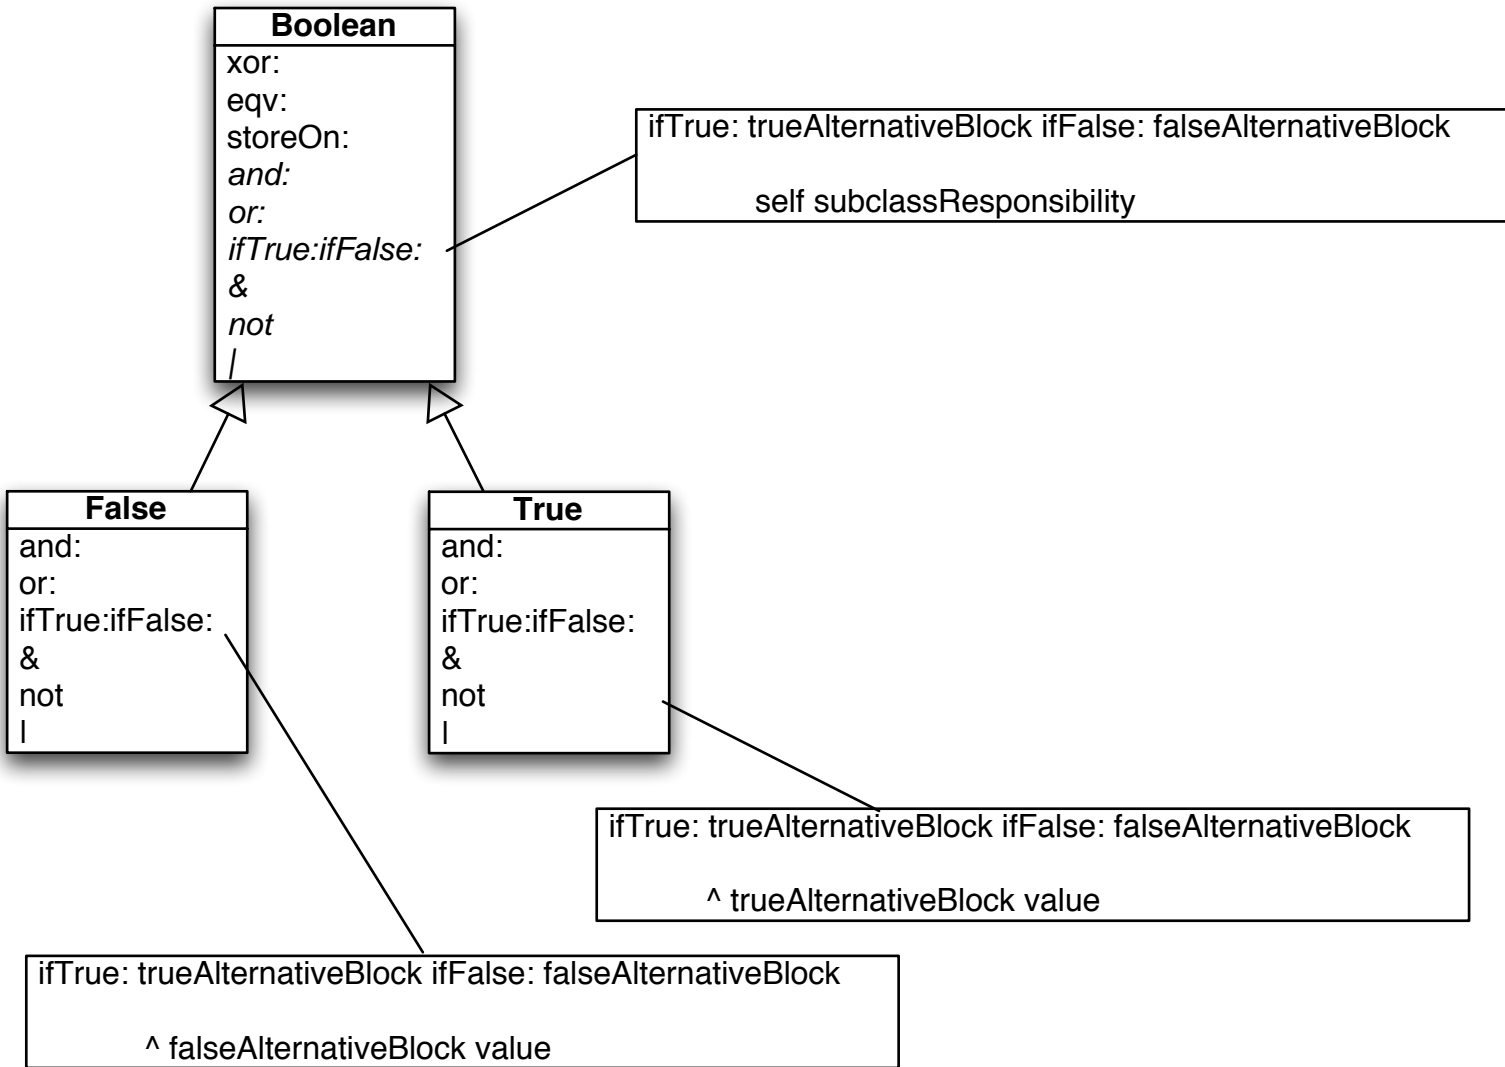 Boolean
xor:
eqv:
storeOn:
and:
or:
ifTrue:ifFalse:
&
not
|
ifTrue: trueAlternativeBlock ifFalse: falseAlternativeBlock
self subclassResponsibility
False
and:
or:
ifTrue:ifFalse:
&
not
|
True
and:
or:
ifTrue:ifFalse:
&
not
|
ifTrue: trueAlternativeBlock ifFalse: falseAlternativeBlock
^ trueAlternativeBlock value
ifTrue: trueAlternativeBlock ifFalse: falseAlternativeBlock
^ falseAlternativeBlock value